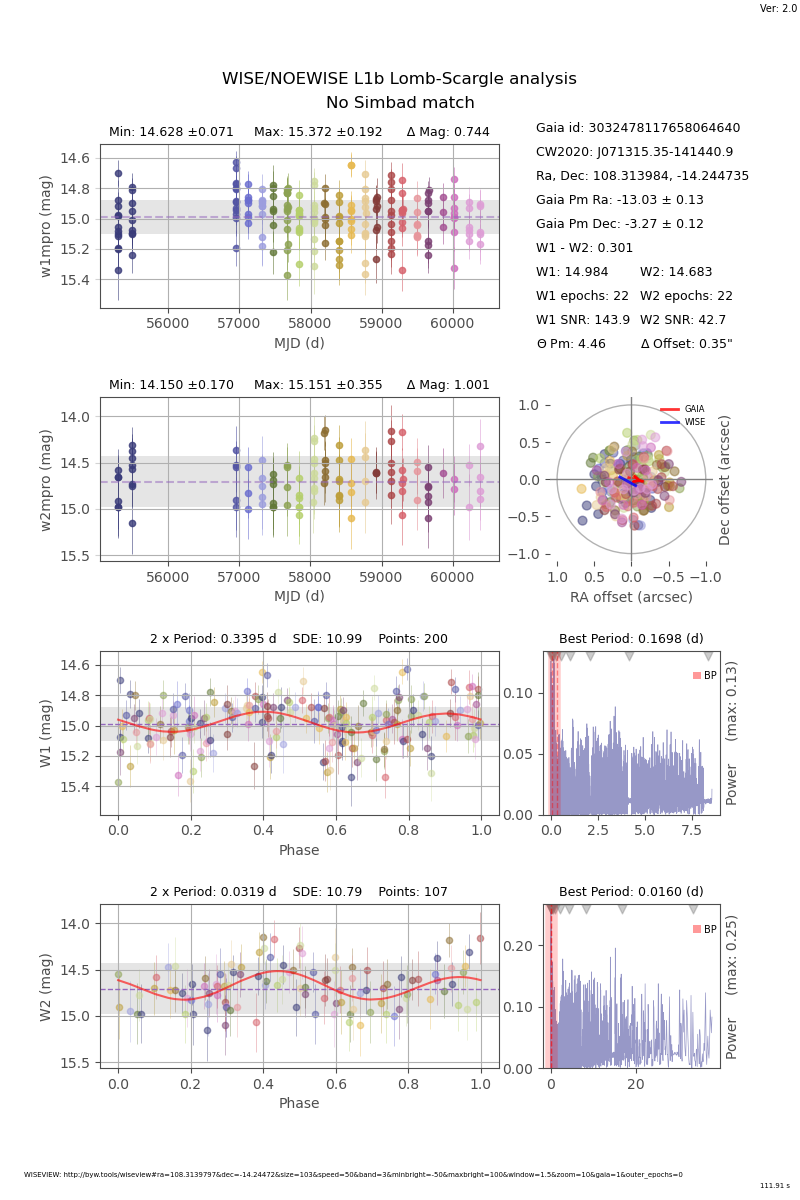 Ver: 2.0
WISE/NOEWISE L1b Lomb-Scargle analysis
No Simbad match
Min: 14.628 ±0.071 Max: 15.372 ±0.192 Δ Mag: 0.744
14.6
14.8
15.0
15.2
15.4
w1mpro (mag)
56000 57000 58000 59000 60000
MJD (d)
Gaia id: 3032478117658064640
CW2020: J071315.35-141440.9
Ra, Dec: 108.313984, -14.244735
Gaia Pm Ra: -13.03 ± 0.13
Gaia Pm Dec: -3.27 ± 0.12
W1 - W2: 0.301
W1: 14.984 W2: 14.683
W1 epochs: 22 W2 epochs: 22
W1 SNR: 143.9 W2 SNR: 42.7
Θ Pm: 4.46 Δ Offset: 0.35"
Min: 14.150 ±0.170 Max: 15.151 ±0.355 Δ Mag: 1.001
14.0
14.5
15.0
15.5
w2mpro (mag)
56000 57000 58000 59000 60000
MJD (d)
GAIA
WISE
1.0
0.5
0.0
−0.5
−1.0
Dec offset (arcsec)
1.0 0.5 0.0 −0.5 −1.0
RA offset (arcsec)
2 x Period: 0.3395 d SDE: 10.99 Points: 200
14.6
14.8
15.0
15.2
15.4
W1 (mag)
0.0 0.2 0.4 0.6 0.8 1.0
Phase
Best Period: 0.1698 (d)
BP
0.10
0.05
0.00
Power (max: 0.13)
0.0 2.5 5.0 7.5
2 x Period: 0.0319 d SDE: 10.79 Points: 107
14.0
14.5
15.0
15.5
W2 (mag)
0.0 0.2 0.4 0.6 0.8 1.0
Phase
Best Period: 0.0160 (d)
BP
0.20
0.10
0.00
Power (max: 0.25)
0 20
WISEVIEW: http://byw.tools/wiseview#ra=108.3139797&dec=-14.24472&size=103&speed=50&band=3&minbright=-50&maxbright=100&window=1.5&zoom=10&gaia=1&outer_epochs=0
111.91 s